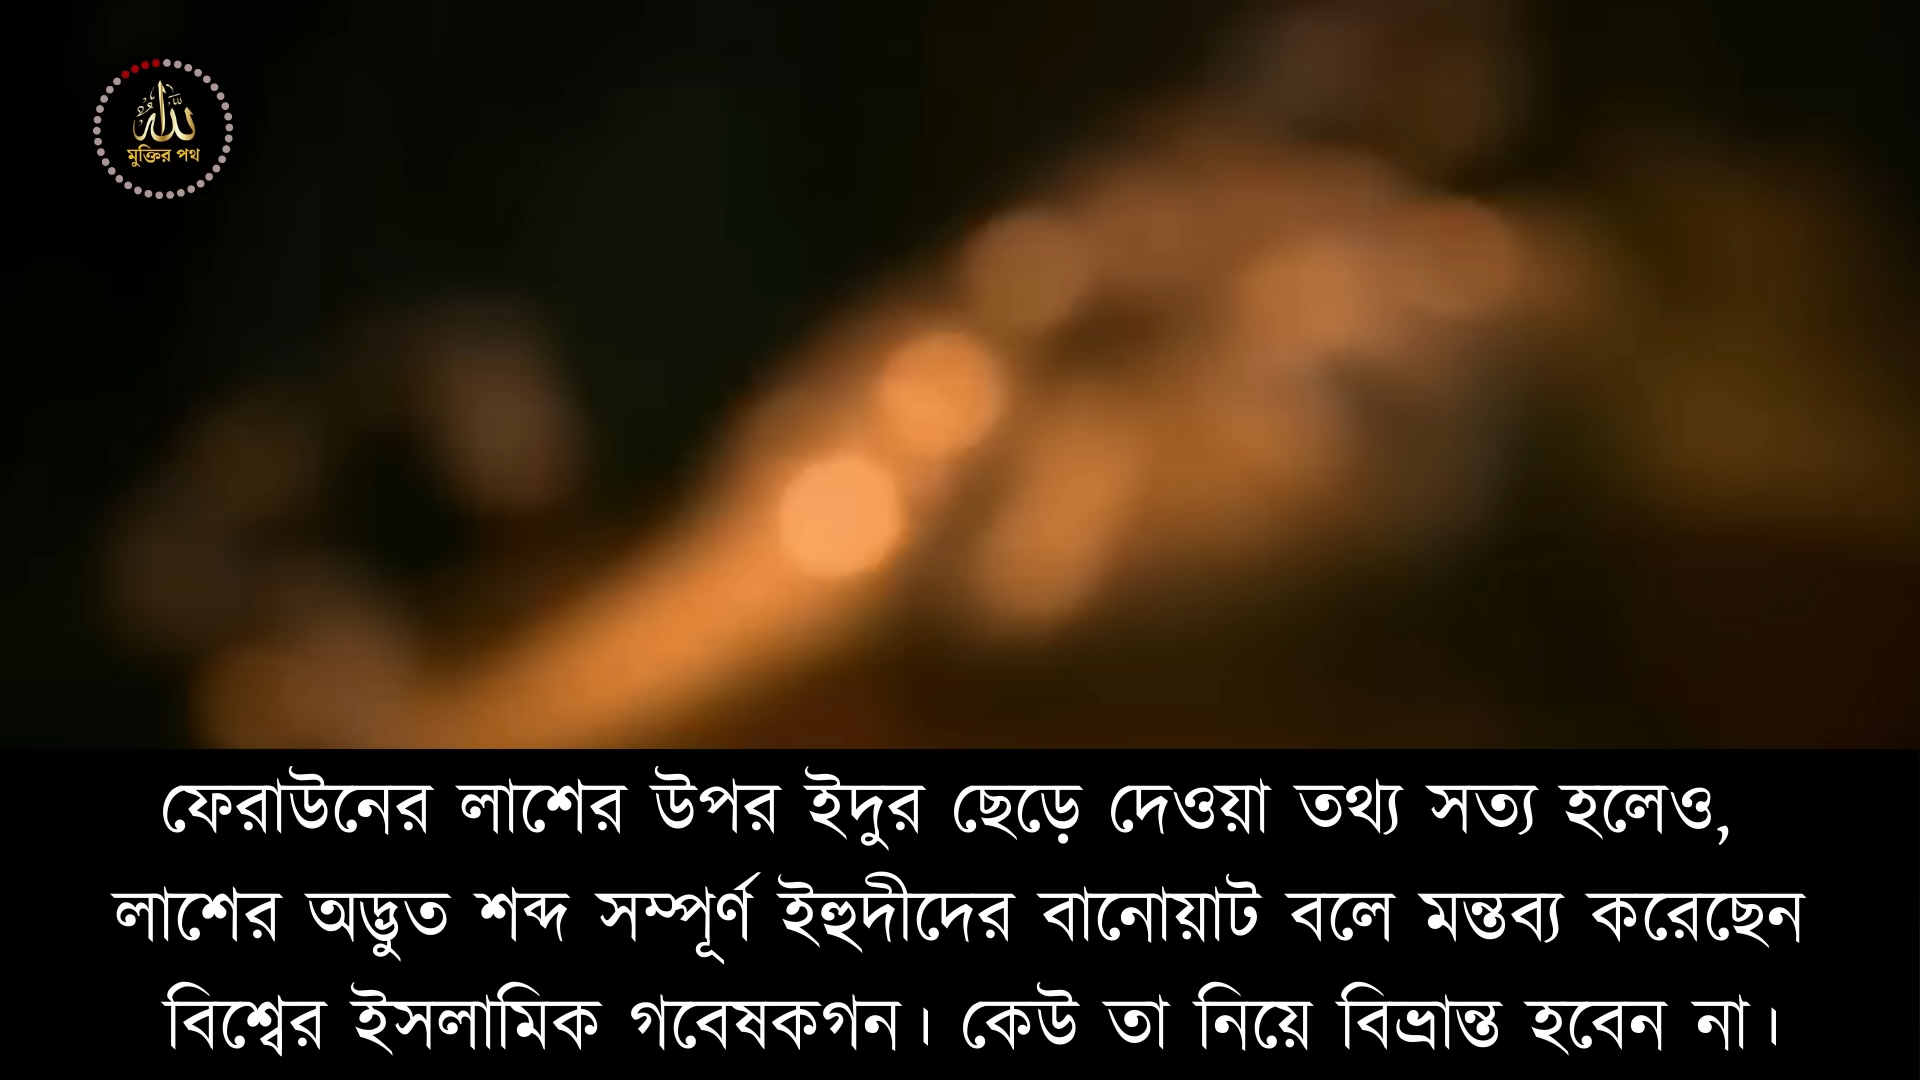 الله
মুক্তির পথ
ফেরাউনের লাশের উপর ইদুর ছেড়ে দেওয়া তথ্য সত্য হলেও,
লাশের অদ্ভুত শব্দ সম্পূর্ণ ইহুদীদের বানোয়াট বলে মন্তব্য করেছেন
বিশ্বের ইসলামিক গবেষকগন। কেউ তা নিয়ে বিভ্রান্ত হবেন না।